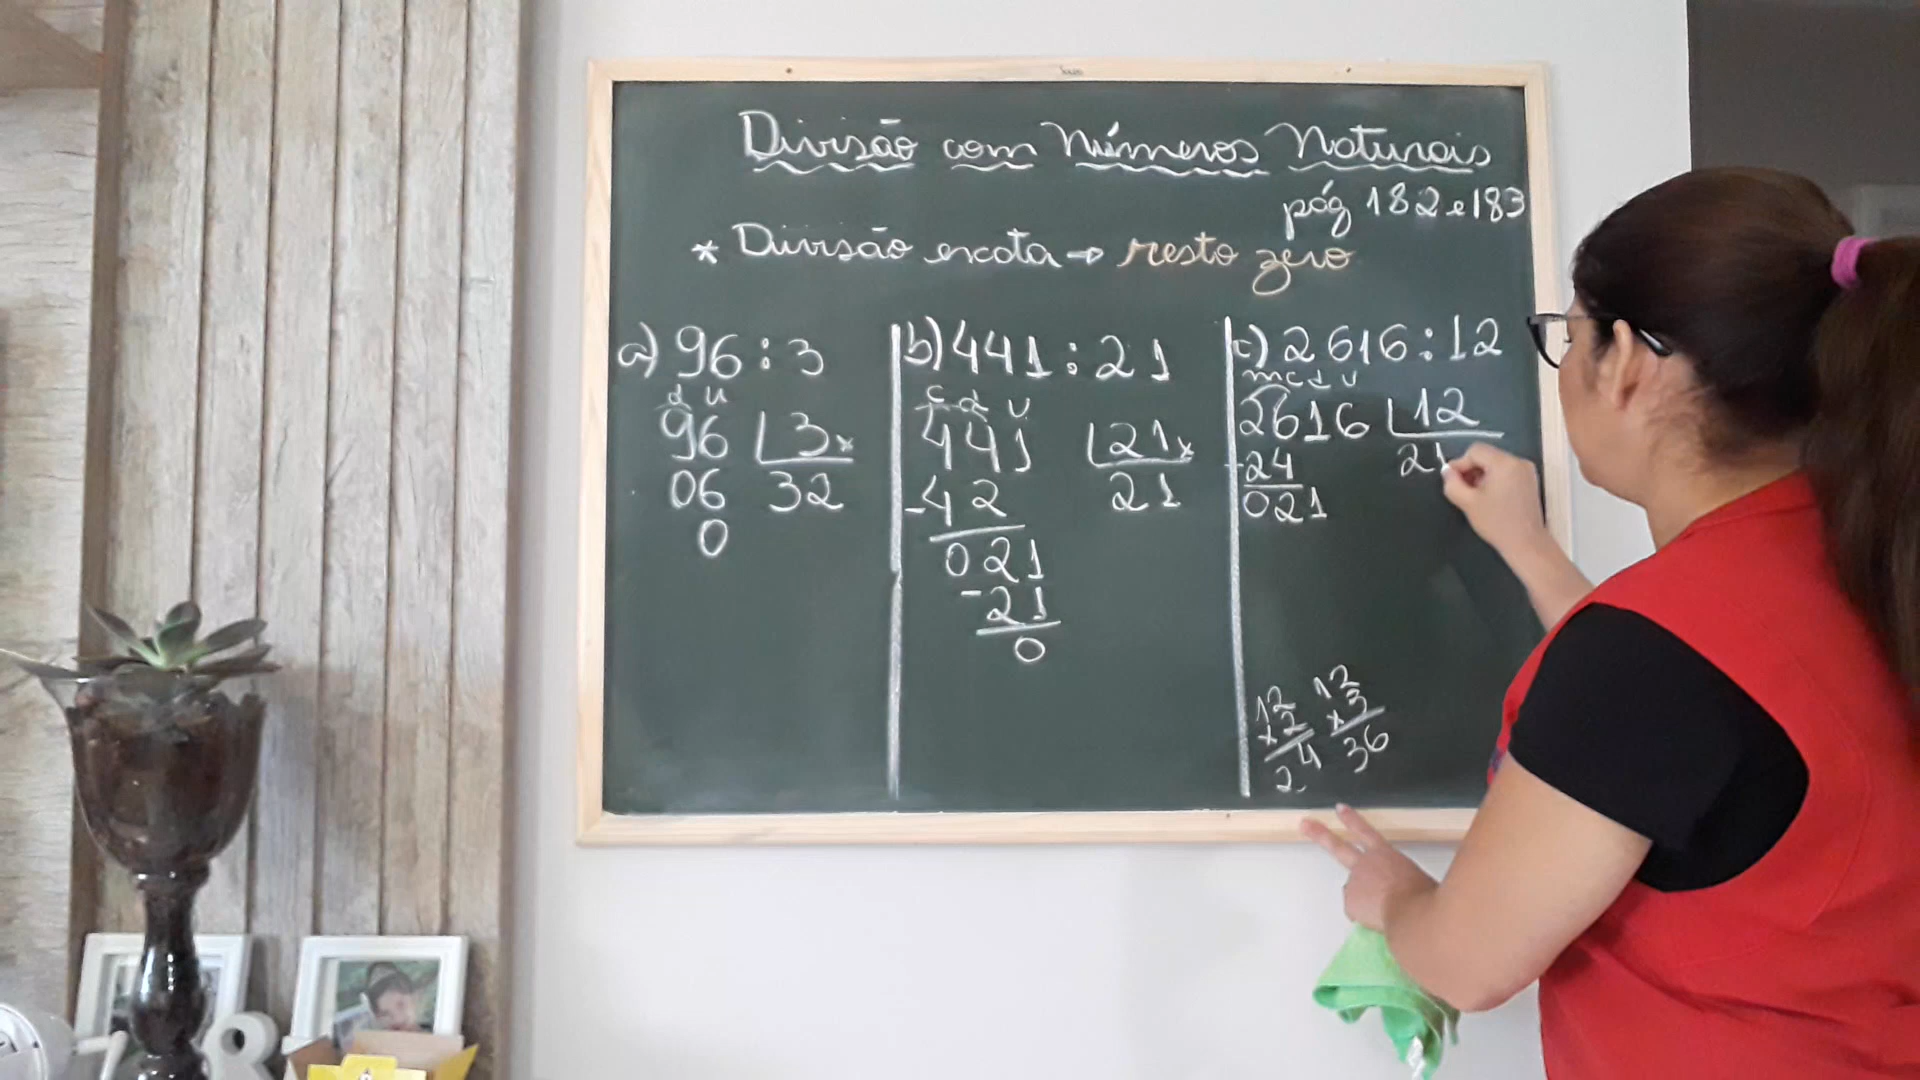 Divisão com Números Naturais
pág 182 e 183
* Divisão exata → resto zero
a) 96 : 3
d u
96 3 x
06 32
0
b) 441 : 21
c d u
441 21 x
-42 21
021
-21
0
c) 2616 : 12
m c d u
2616 12
-24 21
021
12
x2
24
12
x3
36
&